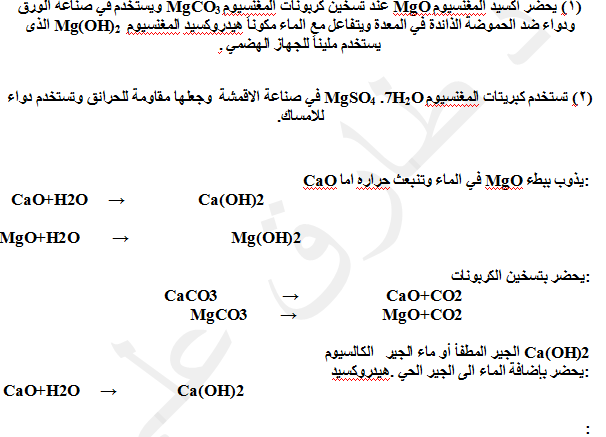 (١) يحضر اكسيد المغنسيوم MgO عند تسخين كاربونات المغنسيوم MgCO₃ ويستخدم في صناعة الورق
ودواء ضد الحموضة الذائدة في المعدة ويتفاعل مع الماء مكونا هيدروكسيد المغنسيوم Mg(OH)₂ الذى
يستخدم ملينا للجهاز الهضمي .
(٢) تستخدم كبريتات المغنسيوم MgSO₄ .7H₂O في صناعة الاقمشة وجعلها مقاومة للحرائق وتستخدم دواء
للامساك.
:يذوب ببطء MgO في الماء وتنبعث حراره اما CaO
CaO+H2O → Ca(OH)2
MgO+H2O → Mg(OH)2
:يحضر بتسخين الكربونات
CaCO3 → CaO+CO2
MgCO3 → MgO+CO2
Ca(OH)2 الجير المطفأ أو ماء الجير الكالسيوم
:يحضر بإضافة الماء الى الجير الحي .هيدروكسيد
CaO+H2O → Ca(OH)2
: